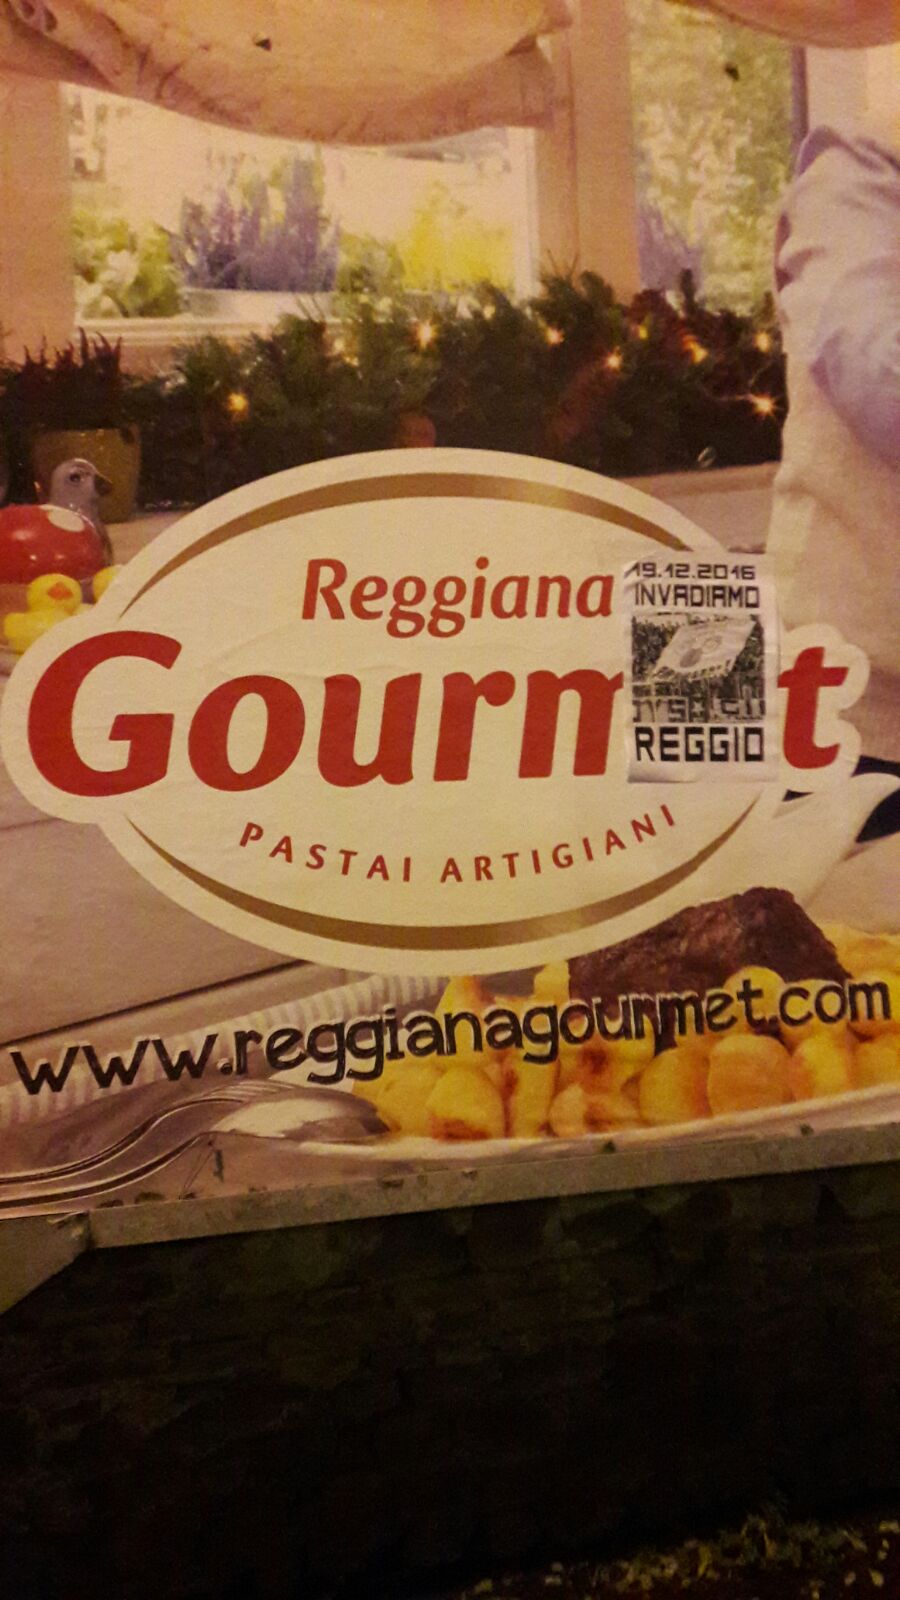 Reggiana
Gourm t
PASTAI ARTIGIANI
19.12.2016
INVADIAMO
REGGIO
www.reggianagourmet.com